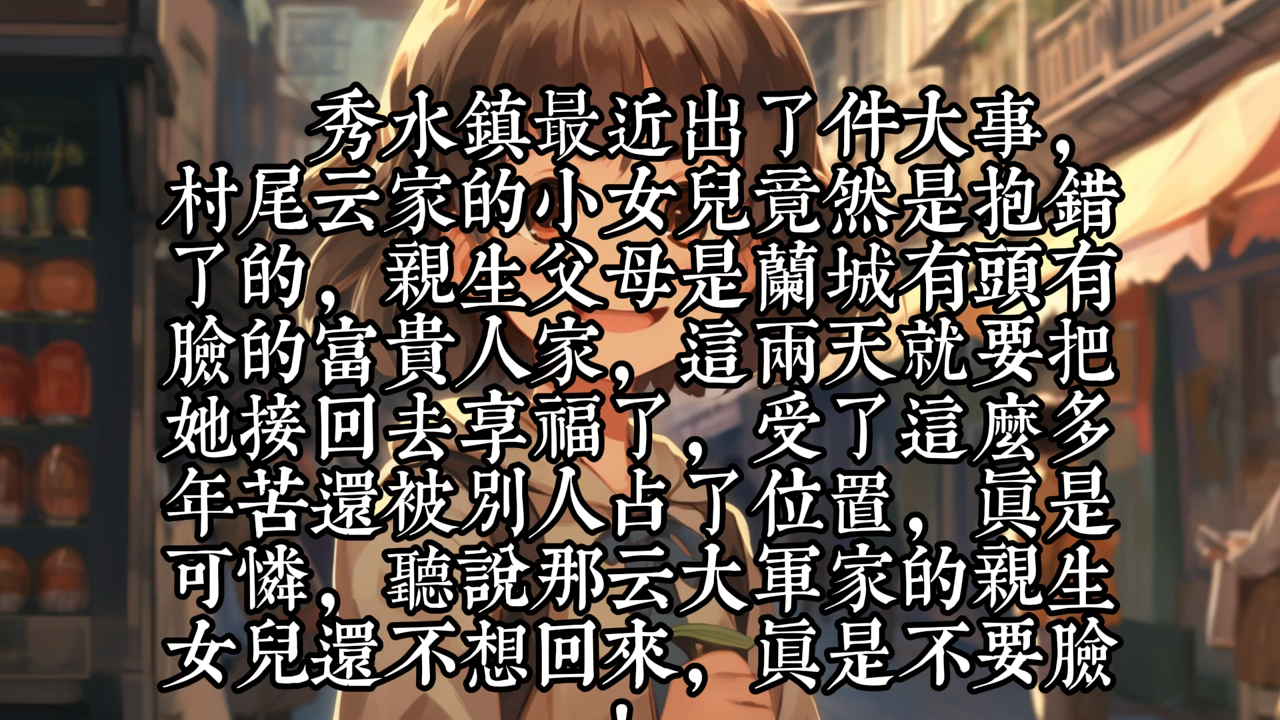 秀水鎮最近出了件大事，
村尾云家的小女兒竟然是抱錯
了的，親生父母是蘭城有頭有
臉的富貴人家，這兩天就要把
她接回去享福了，受了這麼多
年苦還被別人占了位置，眞是
可憐，聽說那云大軍家的親生
女兒還不想回來，眞是不要臉
！